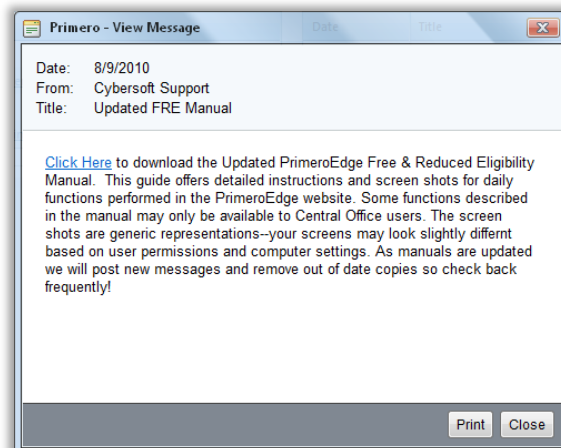 Primero - View Message
Date Title
Date: 8/9/2010
From: Cybersoft Support
Title: Updated FRE Manual
Click Here to download the Updated PrimeroEdge Free & Reduced Eligibility
Manual. This guide offers detailed instructions and screen shots for daily
functions performed in the PrimeroEdge website. Some functions described
in the manual may only be available to Central Office users. The screen
shots are generic representations--your screens may look slightly differnt
based on user permissions and computer settings. As manuals are updated
we will post new messages and remove out of date copies so check back
frequently!
Print Close